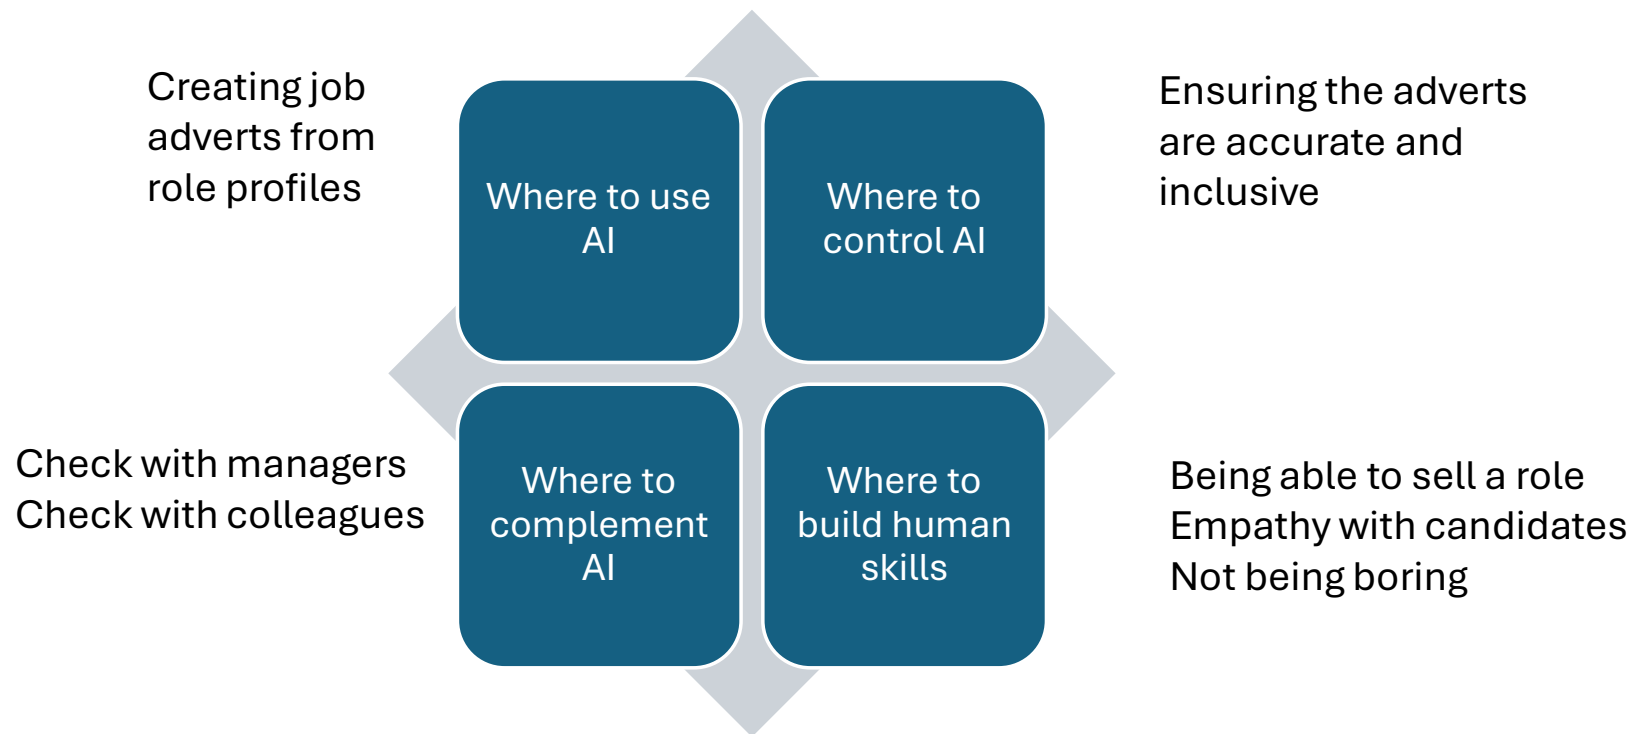 Creating job
adverts from
role profiles
Where to use
AI
Where to
control AI
Ensuring the adverts
are accurate and
inclusive
Check with managers
Check with colleagues
Where to
complement
AI
Where to
build human
skills
Being able to sell a role
Empathy with candidates
Not being boring